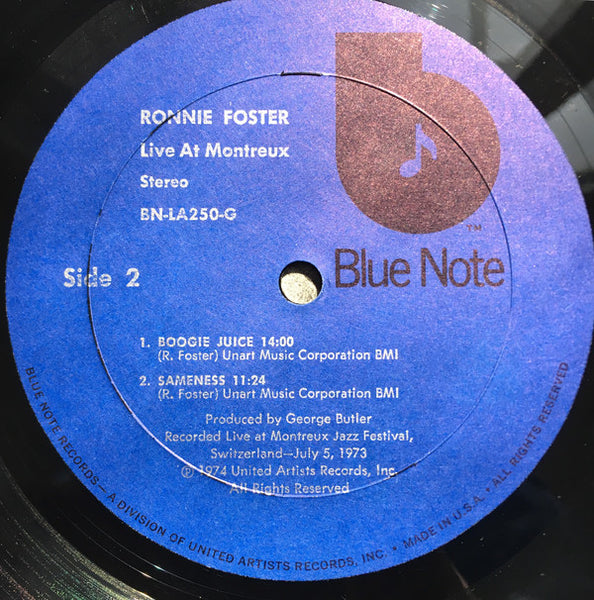 RONNIE FOSTER
Live At Montreux
Stereo
BN-LA250-G
Side 2
b
TM
Blue Note
1. BOOGIE JUICE 14:00
(R. Foster) Unart Music Corporation BMI
2. SAMENESS 11:24
(R. Foster) Unart Music Corporation BMI
Produced by George Butler
Recorded Live at Montreux Jazz Festival,
Switzerland--July 5, 1973
℗ 1974 United Artists Records, Inc.
All Rights Reserved
BLUE NOTE RECORDS - A DIVISION OF UNITED ARTISTS RECORDS, INC • MADE IN U.S.A. • ALL RIGHTS RESERVED